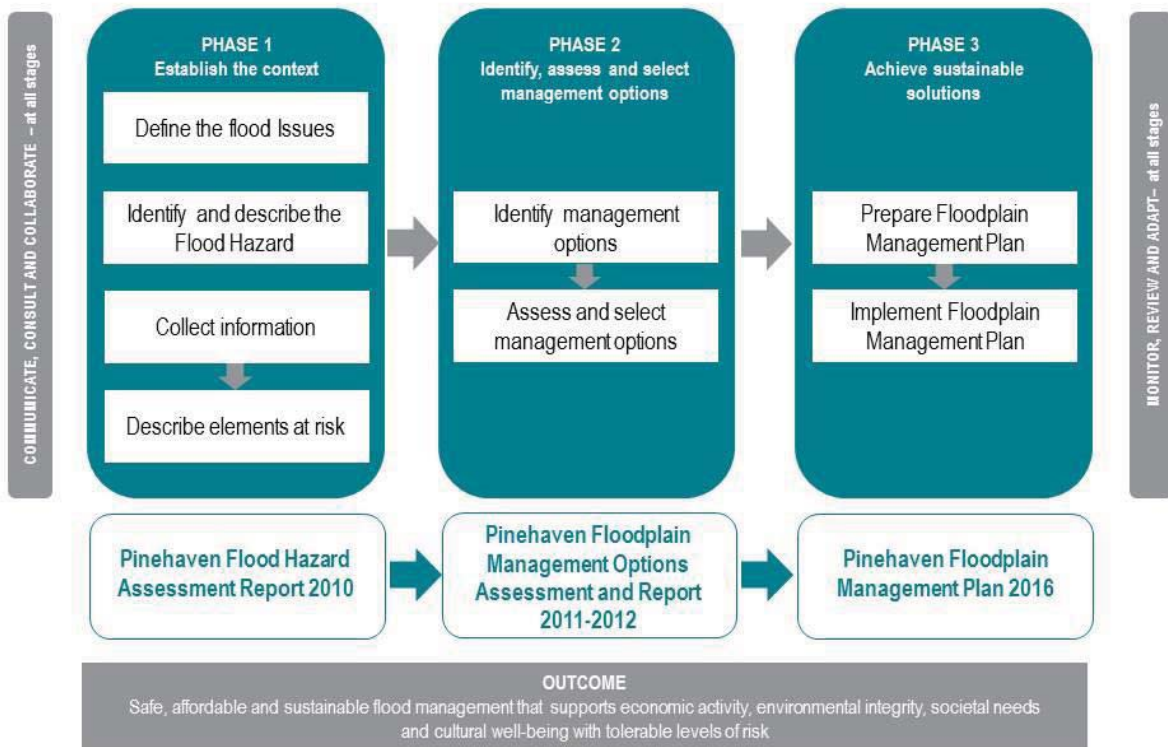 COMMUNICATE, CONSULT AND COLLABORATE – at all stages
PHASE 1
Establish the context
Define the flood Issues
Identify and describe the
Flood Hazard
Collect information
Describe elements at risk
PHASE 2
Identify, assess and select
management options
Identify management
options
Assess and select
management options
PHASE 3
Achieve sustainable
solutions
Prepare Floodplain
Management Plan
Implement Floodplain
Management Plan
MONITOR, REVIEW AND ADAPT– at all stages
Pinehaven Flood Hazard
Assessment Report 2010
Pinehaven Floodplain
Management Options
Assessment and Report
2011-2012
Pinehaven Floodplain
Management Plan 2016
OUTCOME
Safe, affordable and sustainable flood management that supports economic activity, environmental integrity, societal needs
and cultural well-being with tolerable levels of risk